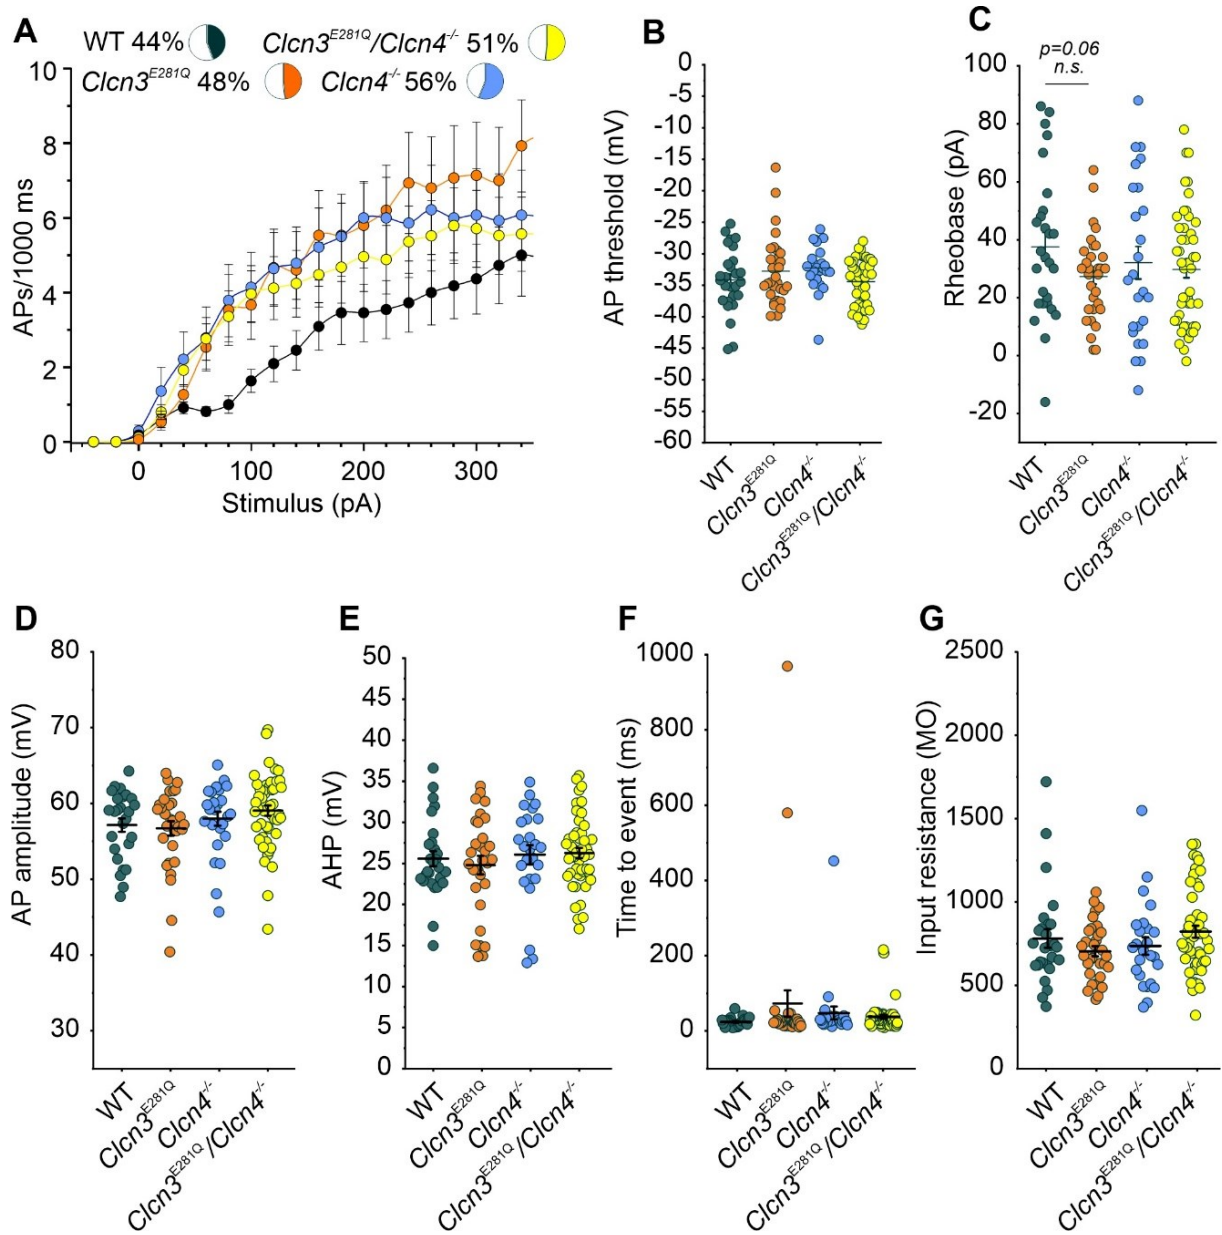 A
WT 44% Clcn3E281Q/Clcn4-/- 51%
Clcn3E281Q 48% Clcn4-/- 56%
10
8
6
4
2
0
APs/1000 ms
0 100 200 300
Stimulus (pA)
B
0
-5
-10
-15
-20
-25
-30
-35
-40
-45
-50
-55
-60
AP threshold (mV)
WT
Clcn3E281Q
Clcn4-/-
Clcn3E281Q/Clcn4-/-
C
p=0.06
n.s.
100
80
60
40
20
0
-20
Rheobase (pA)
WT
Clcn3E281Q
Clcn4-/-
Clcn3E281Q/Clcn4-/-
D
80
70
60
50
40
30
AP amplitude (mV)
WT
Clcn3E281Q
Clcn4-/-
Clcn3E281Q/Clcn4-/-
E
50
45
40
35
30
25
20
15
10
5
0
AHP (mV)
WT
Clcn3E281Q
Clcn4-/-
Clcn3E281Q/Clcn4-/-
F
1000
800
600
400
200
0
Time to event (ms)
WT
Clcn3E281Q
Clcn4-/-
Clcn3E281Q/Clcn4-/-
G
2500
2000
1500
1000
500
0
Input resistance (MO)
WT
Clcn3E281Q
Clcn4-/-
Clcn3E281Q/Clcn4-/-